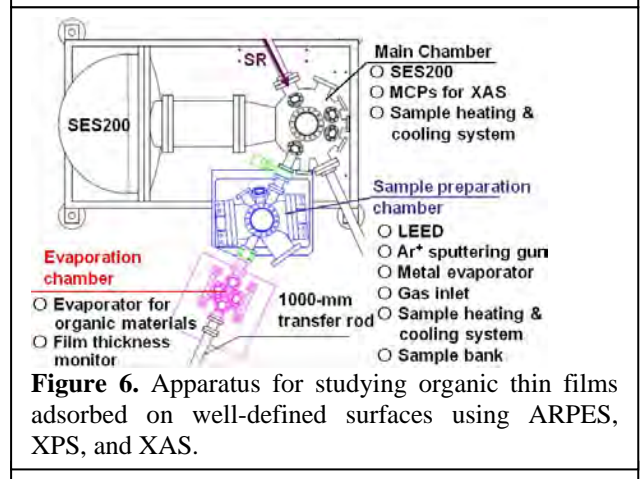 SR
SES200
Main Chamber
O SES200
O MCPs for XAS
O Sample heating &
cooling system
Sample preparation
chamber
O LEED
O Ar⁺ sputtering gun
O Metal evaporator
O Gas inlet
O Sample heating &
cooling system
O Sample bank
Evaporation
chamber
O Evaporator for
organic materials
O Film thickness
monitor
1000-mm
transfer rod
Figure 6. Apparatus for studying organic thin films
adsorbed on well-defined surfaces using ARPES,
XPS, and XAS.